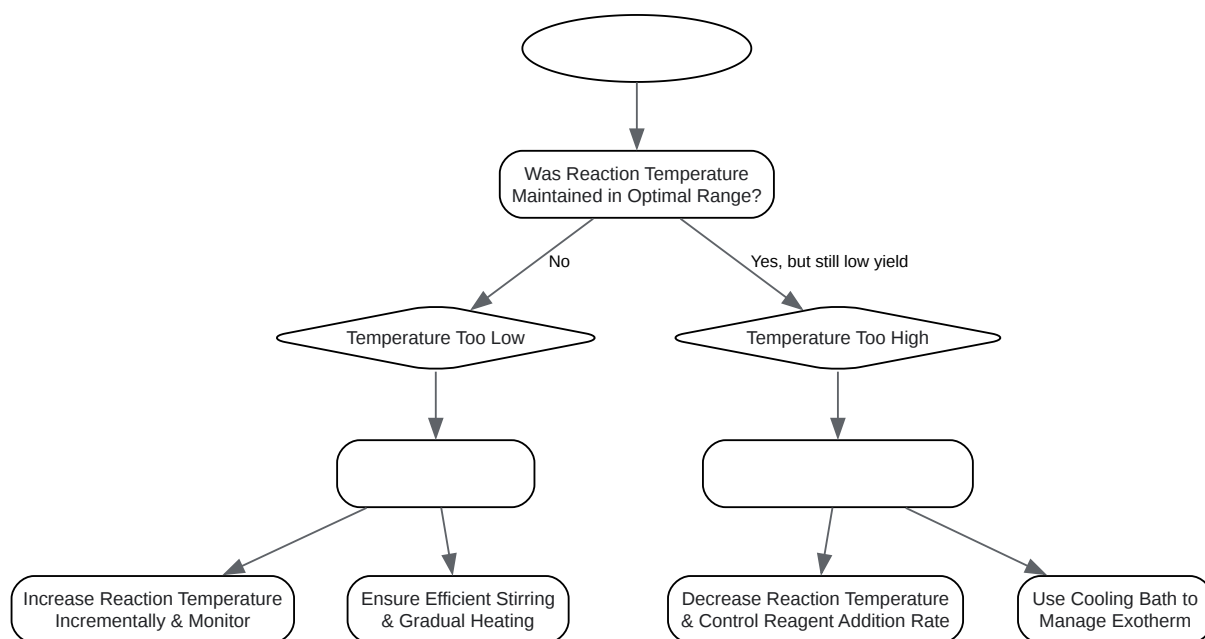 Was Reaction Temperature
Maintained in Optimal Range?
No
Yes, but still low yield
Temperature Too Low
Temperature Too High
Increase Reaction Temperature
Incrementally & Monitor
Ensure Efficient Stirring
& Gradual Heating
Decrease Reaction Temperature
& Control Reagent Addition Rate
Use Cooling Bath to
Manage Exotherm